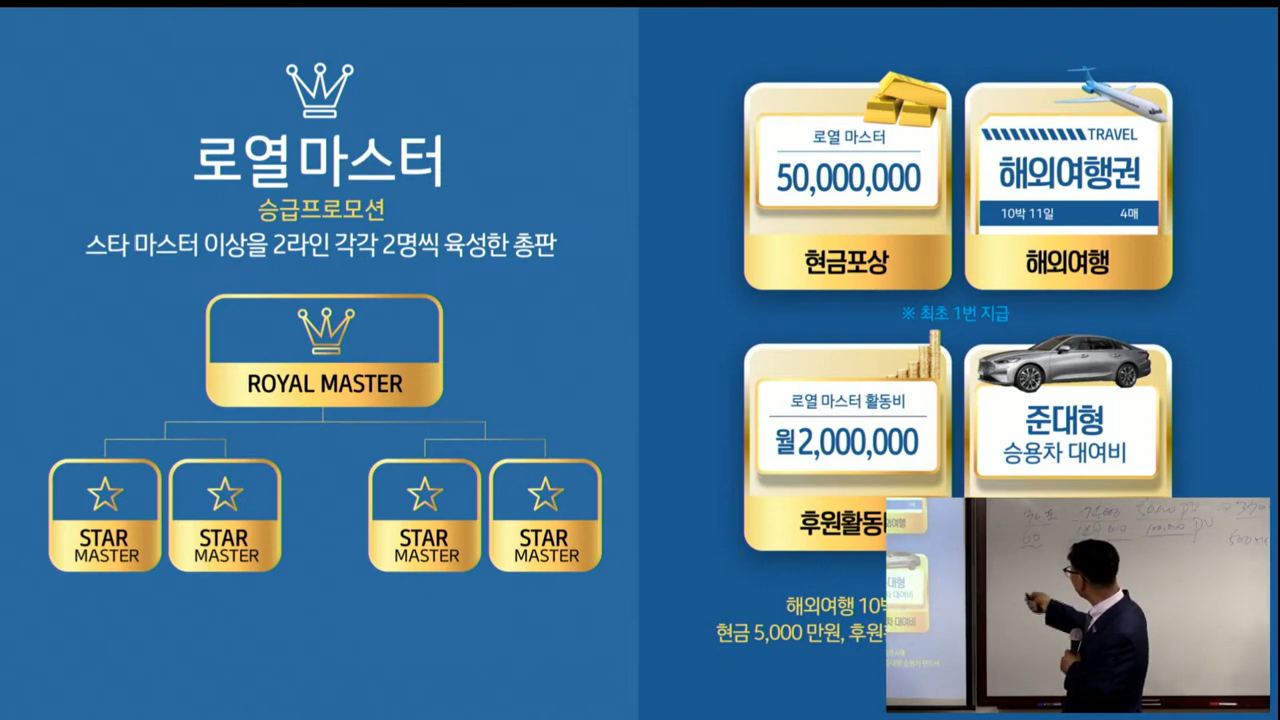 로열마스터
승급프로모션
스타 마스터 이상을 2라인 각각 2명씩 육성한 총판
ROYAL MASTER
STAR
MASTER
STAR
MASTER
STAR
MASTER
STAR
MASTER
로열 마스터
50,000,000
현금포상
TRAVEL
해외여행권
10박 11일 4매
해외여행
※ 최초 1번 지급
로열 마스터 활동비
월2,000,000
후원활동
준대형
승용차 대여비
해외여행 10
현금 5,000 만원, 후원